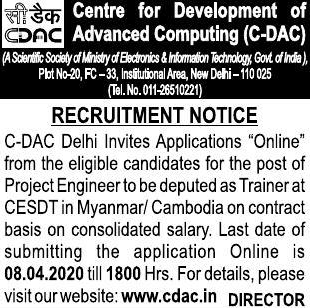 सी डैक
CDAC
Centre for Development of
Advanced Computing (C-DAC)
(A Scientific Society of Ministry of Electronics & Information Technology, Govt. of India),
Plot No-20, FC – 33, Institutional Area, New Delhi – 110 025
(Tel. No. 011-26510221)
RECRUITMENT NOTICE
C-DAC Delhi Invites Applications “Online”
from the eligible candidates for the post of
Project Engineer to be deputed as Trainer at
CESDT in Myanmar/ Cambodia on contract
basis on consolidated salary. Last date of
submitting the application Online is
08.04.2020 till 1800 Hrs. For details, please
visit our website: www.cdac.in DIRECTOR